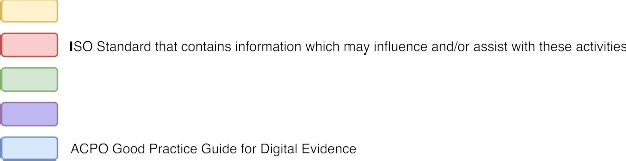 ISO Standard that contains information which may influence and/or assist with these activities
ACPO Good Practice Guide for Digital Evidence